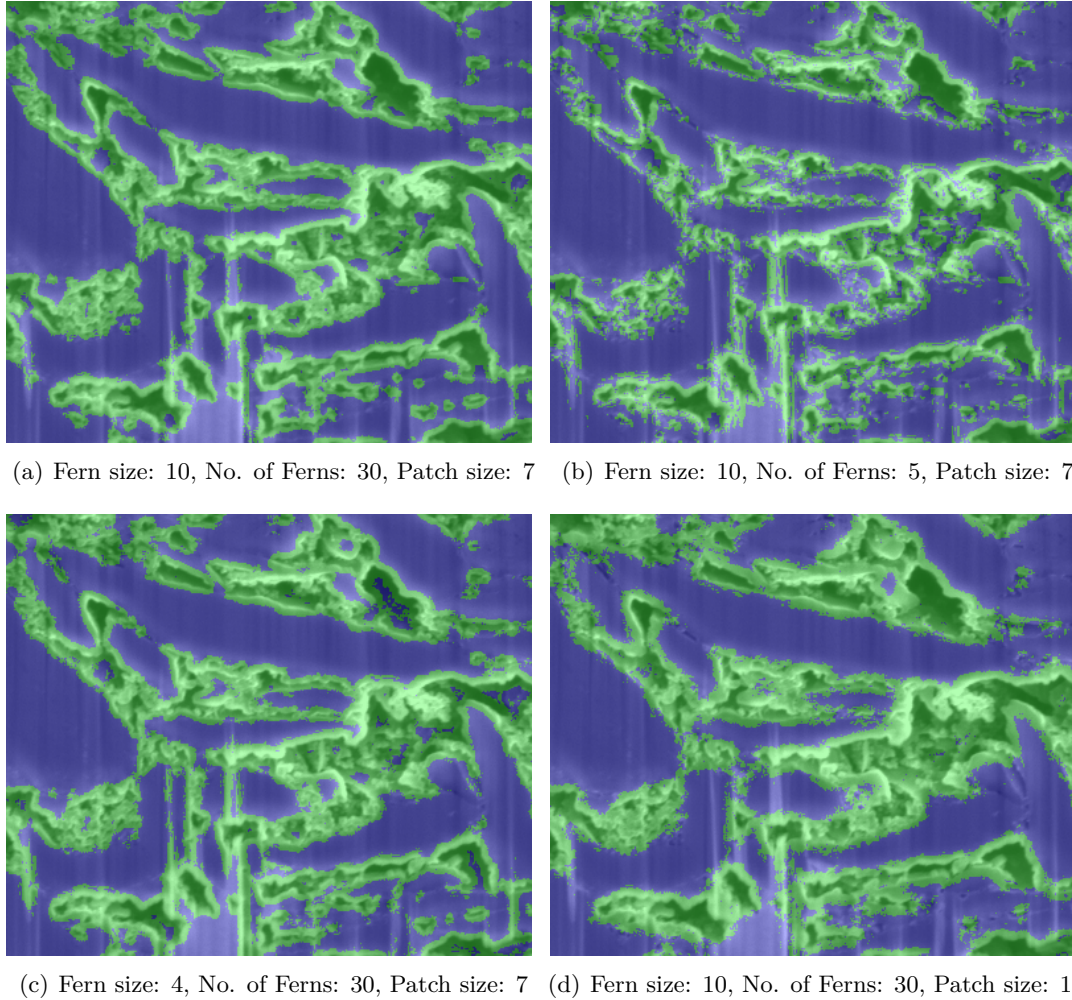 (a) Fern size: 10, No. of Ferns: 30, Patch size: 7
(b) Fern size: 10, No. of Ferns: 5, Patch size: 7
(c) Fern size: 4, No. of Ferns: 30, Patch size: 7
(d) Fern size: 10, No. of Ferns: 30, Patch size: 1